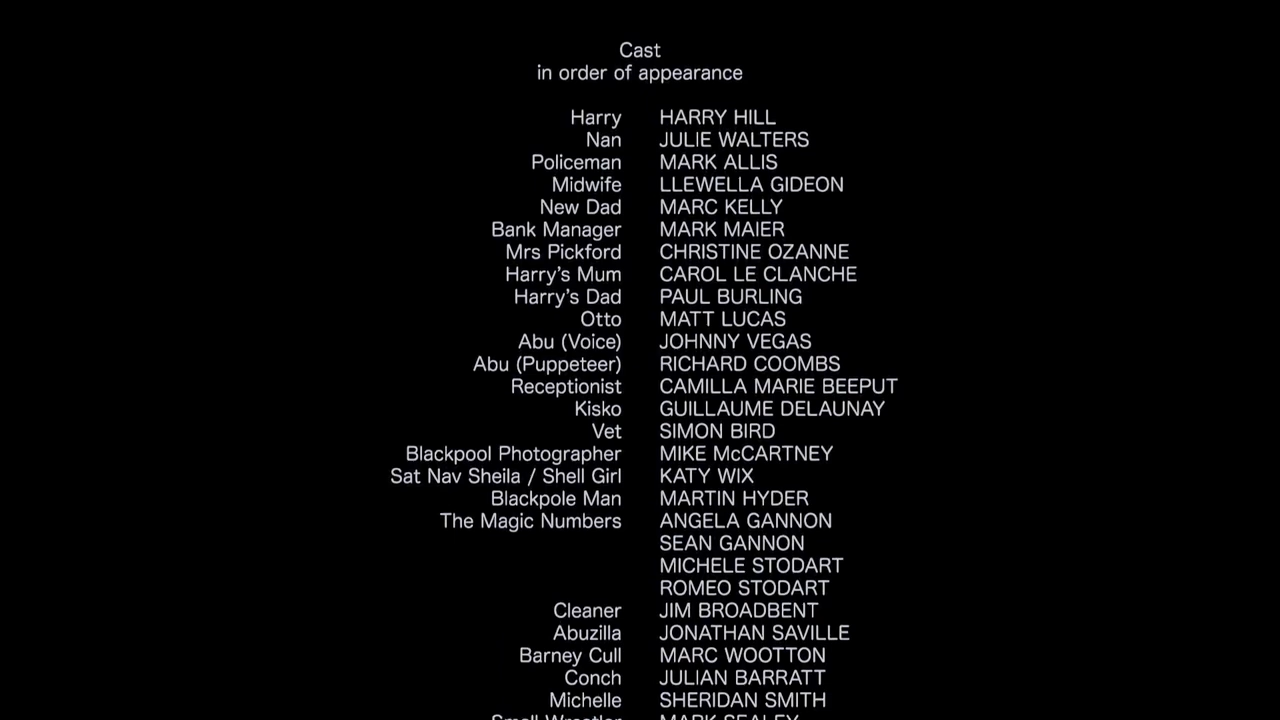 Cast
in order of appearance
Harry HARRY HILL
Nan JULIE WALTERS
Policeman MARK ALLIS
Midwife LLEWELLA GIDEON
New Dad MARC KELLY
Bank Manager MARK MAIER
Mrs Pickford CHRISTINE OZANNE
Harry's Mum CAROL LE CLANCHE
Harry's Dad PAUL BURLING
Otto MATT LUCAS
Abu (Voice) JOHNNY VEGAS
Abu (Puppeteer) RICHARD COOMBS
Receptionist CAMILLA MARIE BEEPUT
Kisko GUILLAUME DELAUNAY
Vet SIMON BIRD
Blackpool Photographer MIKE McCARTNEY
Sat Nav Sheila / Shell Girl KATY WIX
Blackpole Man MARTIN HYDER
The Magic Numbers ANGELA GANNON
SEAN GANNON
MICHELE STODART
ROMEO STODART
Cleaner JIM BROADBENT
Abuzilla JONATHAN SAVILLE
Barney Cull MARC WOOTTON
Conch JULIAN BARRATT
Michelle SHERIDAN SMITH
Small Wrestler MARK SEALEY